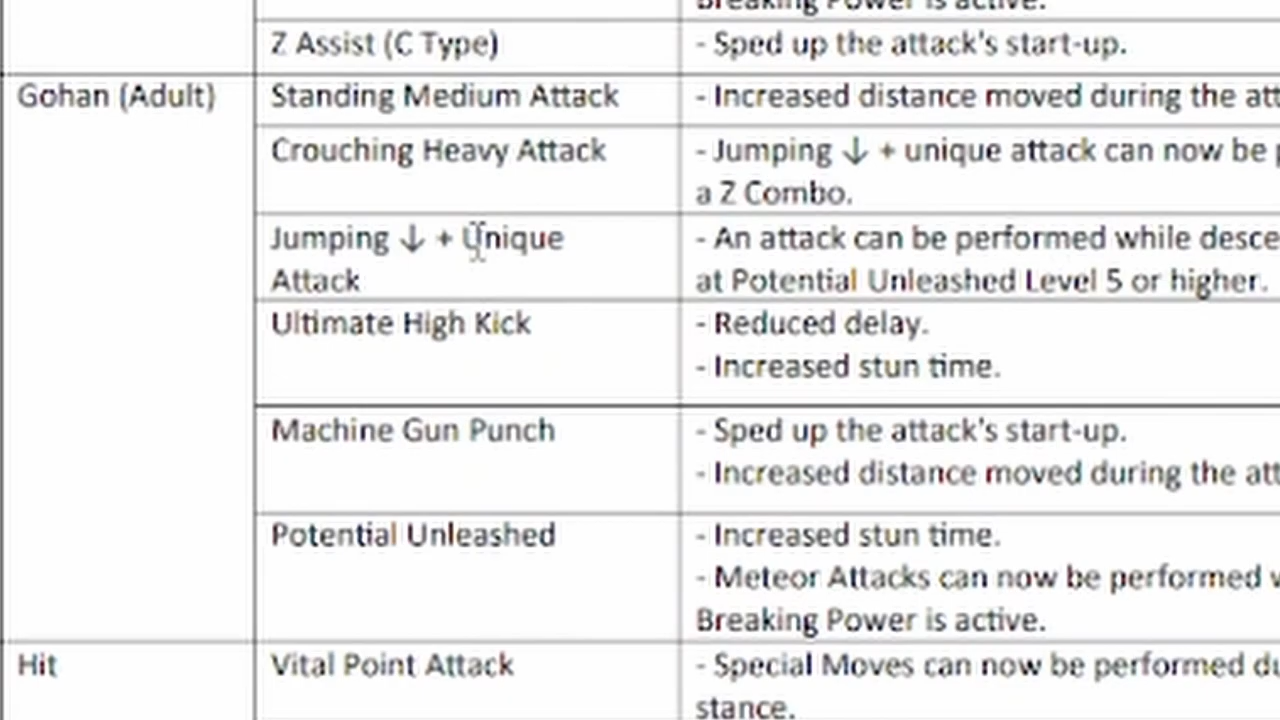 Breaking Power is active.
Z Assist (C Type) - Sped up the attack's start-up.
Gohan (Adult) Standing Medium Attack - Increased distance moved during the
Crouching Heavy Attack - Jumping ↓ + unique attack can now be
a Z Combo.
Jumping ↓ + Unique - An attack can be performed while
Attack at Potential Unleashed Level 5 or higher.
Ultimate High Kick - Reduced delay.
- Increased stun time.
Machine Gun Punch - Sped up the attack's start-up.
- Increased distance moved during the
Potential Unleashed - Increased stun time.
- Meteor Attacks can now be performed
Breaking Power is active.
Hit Vital Point Attack - Special Moves can now be performed
stance.